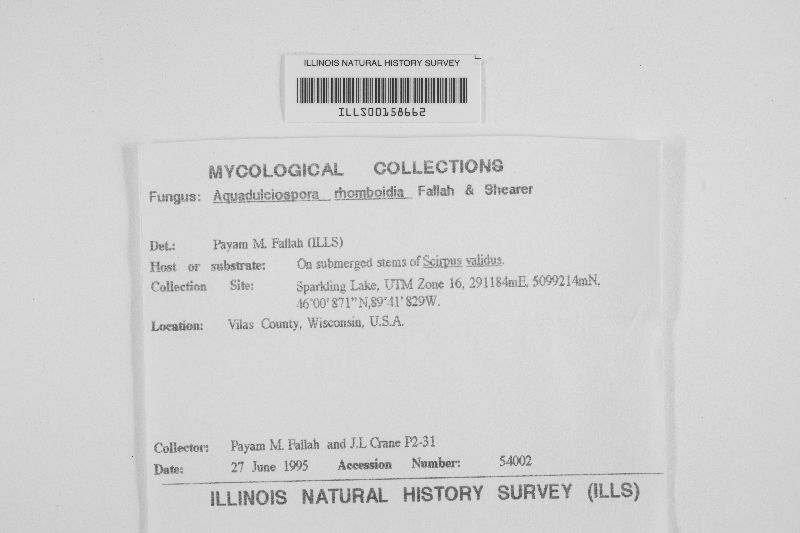 ILLINOIS NATURAL HISTORY SURVEY
ILLS00158662
MYCOLOGICAL COLLECTIONS
Fungus: Aquadulciospora rhomboidia Fallah & Shearer
Det.: Payam M. Fallah (ILLS)
Host or substrate: On submerged stems of Scirpus validus.
Collection Site: Sparkling Lake, UTM Zone 16, 291184mE, 5099214mN,
46°00'871"N,89°41'829W.
Location: Vilas County, Wisconsin, U.S.A.
Collector: Payam M. Fallah and J.L Crane P2-31
Date: 27 June 1995 Accession Number: 54002
ILLINOIS NATURAL HISTORY SURVEY (ILLS)